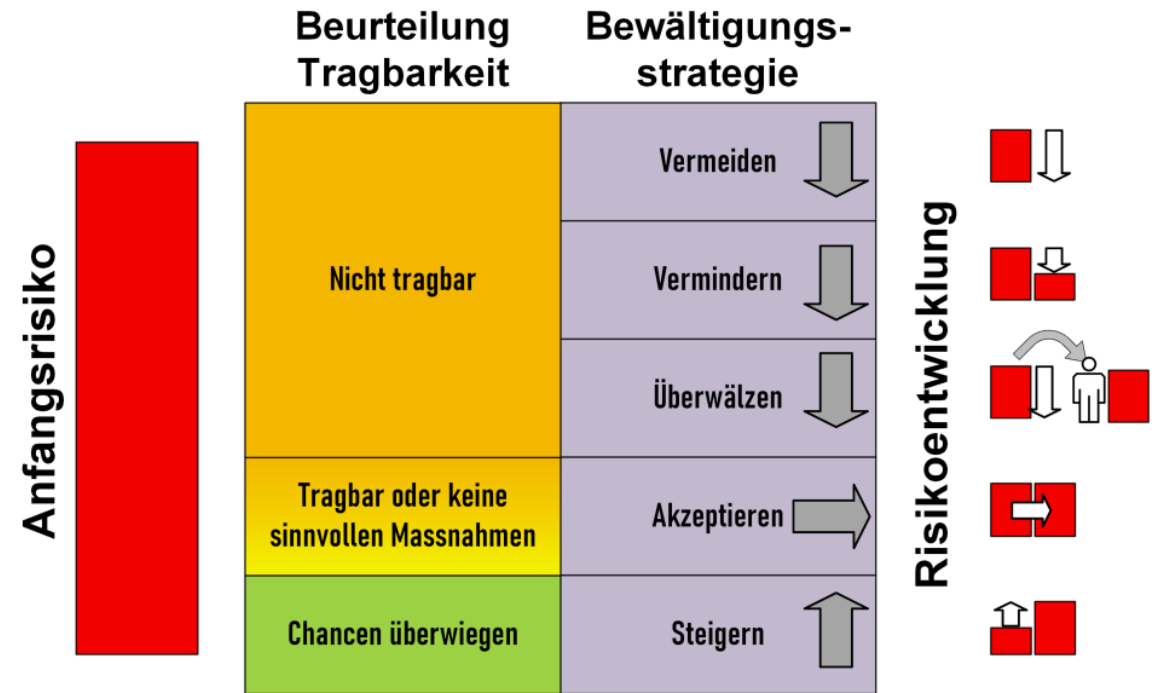 Beurteilung
Tragbarkeit
Bewältigungs-
strategie
Anfangsrisiko
Nicht tragbar
Vermeiden
Vermindern
Überwälzen
Tragbar oder keine
sinnvollen Massnahmen
Akzeptieren
Chancen überwiegen
Steigern
Risikoentwicklung